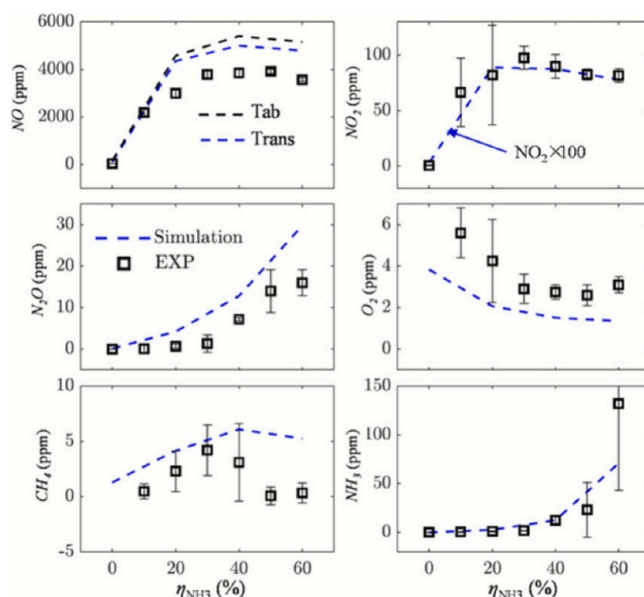 6000
4000
2000
0
NO (ppm)
Tab
Trans
100
50
0
NO₂ (ppm)
NO₂×100
30
20
10
0
N₂O (ppm)
Simulation
EXP
6
4
2
0
O₂ (ppm)
10
5
0
-5
CH₄ (ppm)
0 20 40 60
η_NH3 (%)
150
100
50
0
NH₃ (ppm)
0 20 40 60
η_NH3 (%)